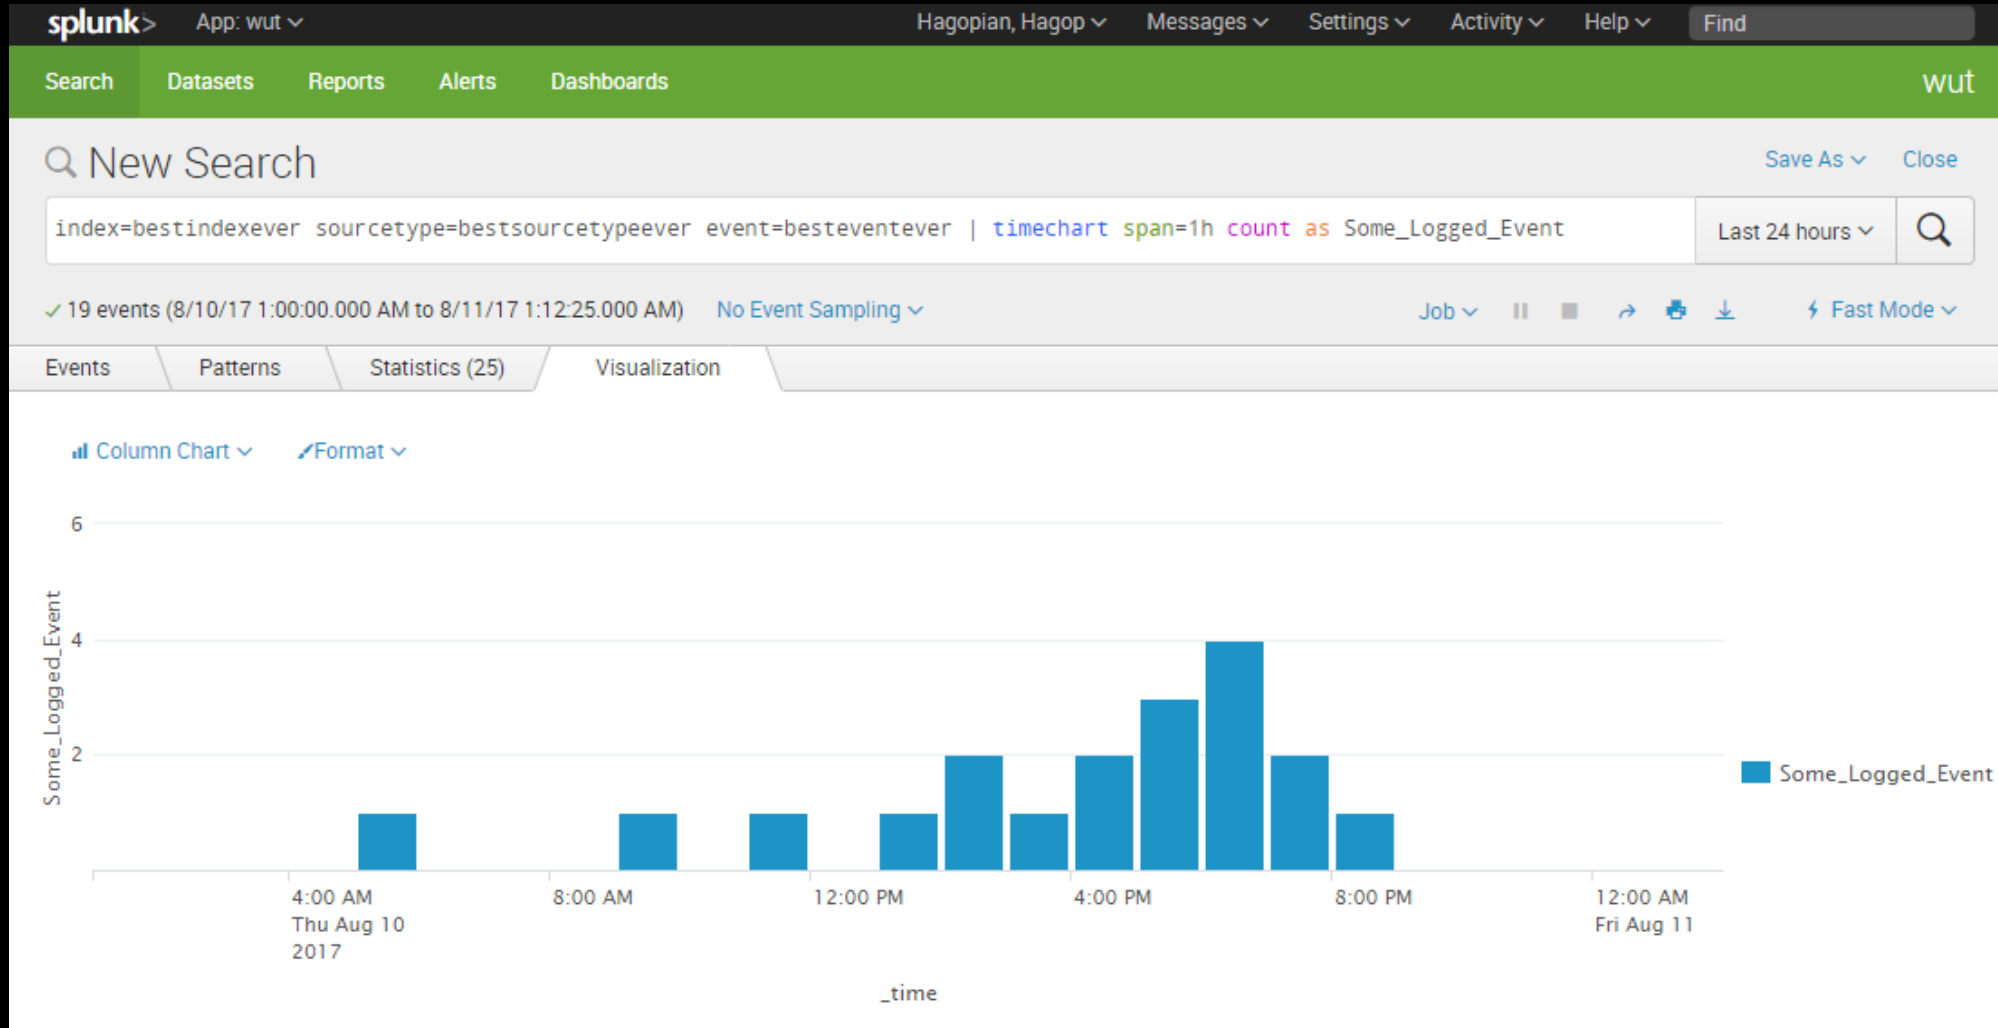 splunk> App: wut Hagopian, Hagop Messages Settings Activity Help Find
Search Datasets Reports Alerts Dashboards wut
New Search Save As Close
index=bestindexever sourcetype=bestsourcetypeever event=besteventever | timechart span=1h count as Some_Logged_Event Last 24 hours
19 events (8/10/17 1:00:00.000 AM to 8/11/17 1:12:25.000 AM) No Event Sampling Job Fast Mode
Events Patterns Statistics (25) Visualization
Column Chart Format
6
4
2
Some_Logged_Event
Some_Logged_Event
4:00 AM 8:00 AM 12:00 PM 4:00 PM 8:00 PM 12:00 AM
Thu Aug 10 Fri Aug 11
2017
_time